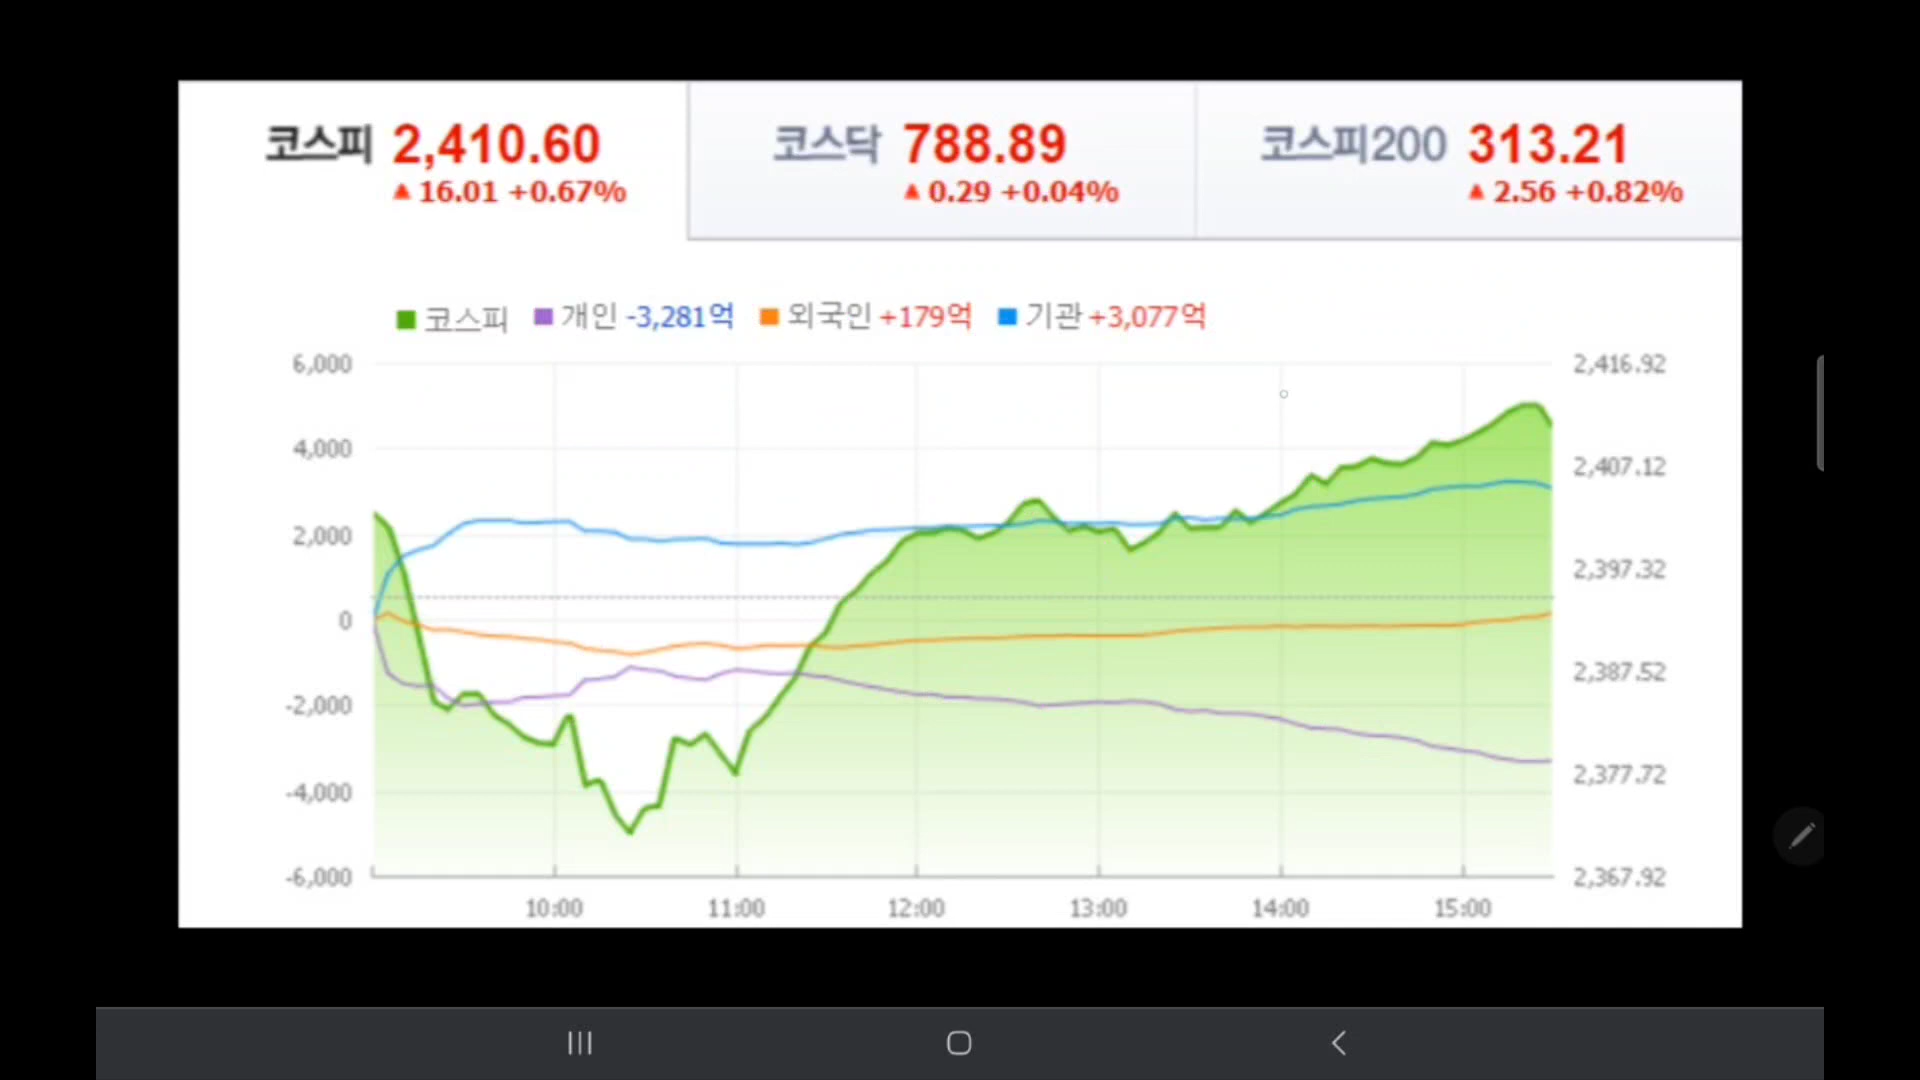 코스피 2,410.60
▲ 16.01 +0.67%
코스닥 788.89
▲ 0.29 +0.04%
코스피200 313.21
▲ 2.56 +0.82%
코스피 개인 -3,281억 외국인 +179억 기관 +3,077억
6,000 2,416.92
4,000 2,407.12
2,000 2,397.32
0 2,387.52
-2,000 2,377.72
-4,000 2,367.92
-6,000
10:00 11:00 12:00 13:00 14:00 15:00